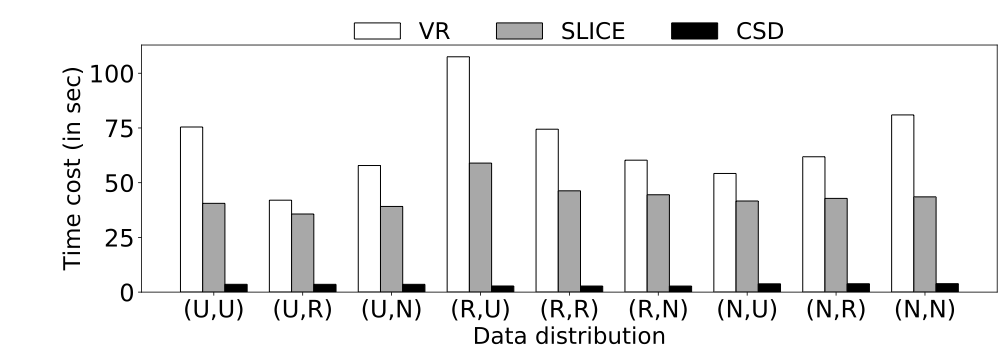 VR SLICE CSD
Time cost (in sec)
100
75
50
25
0
(U,U) (U,R) (U,N) (R,U) (R,R) (R,N) (N,U) (N,R) (N,N)
Data distribution